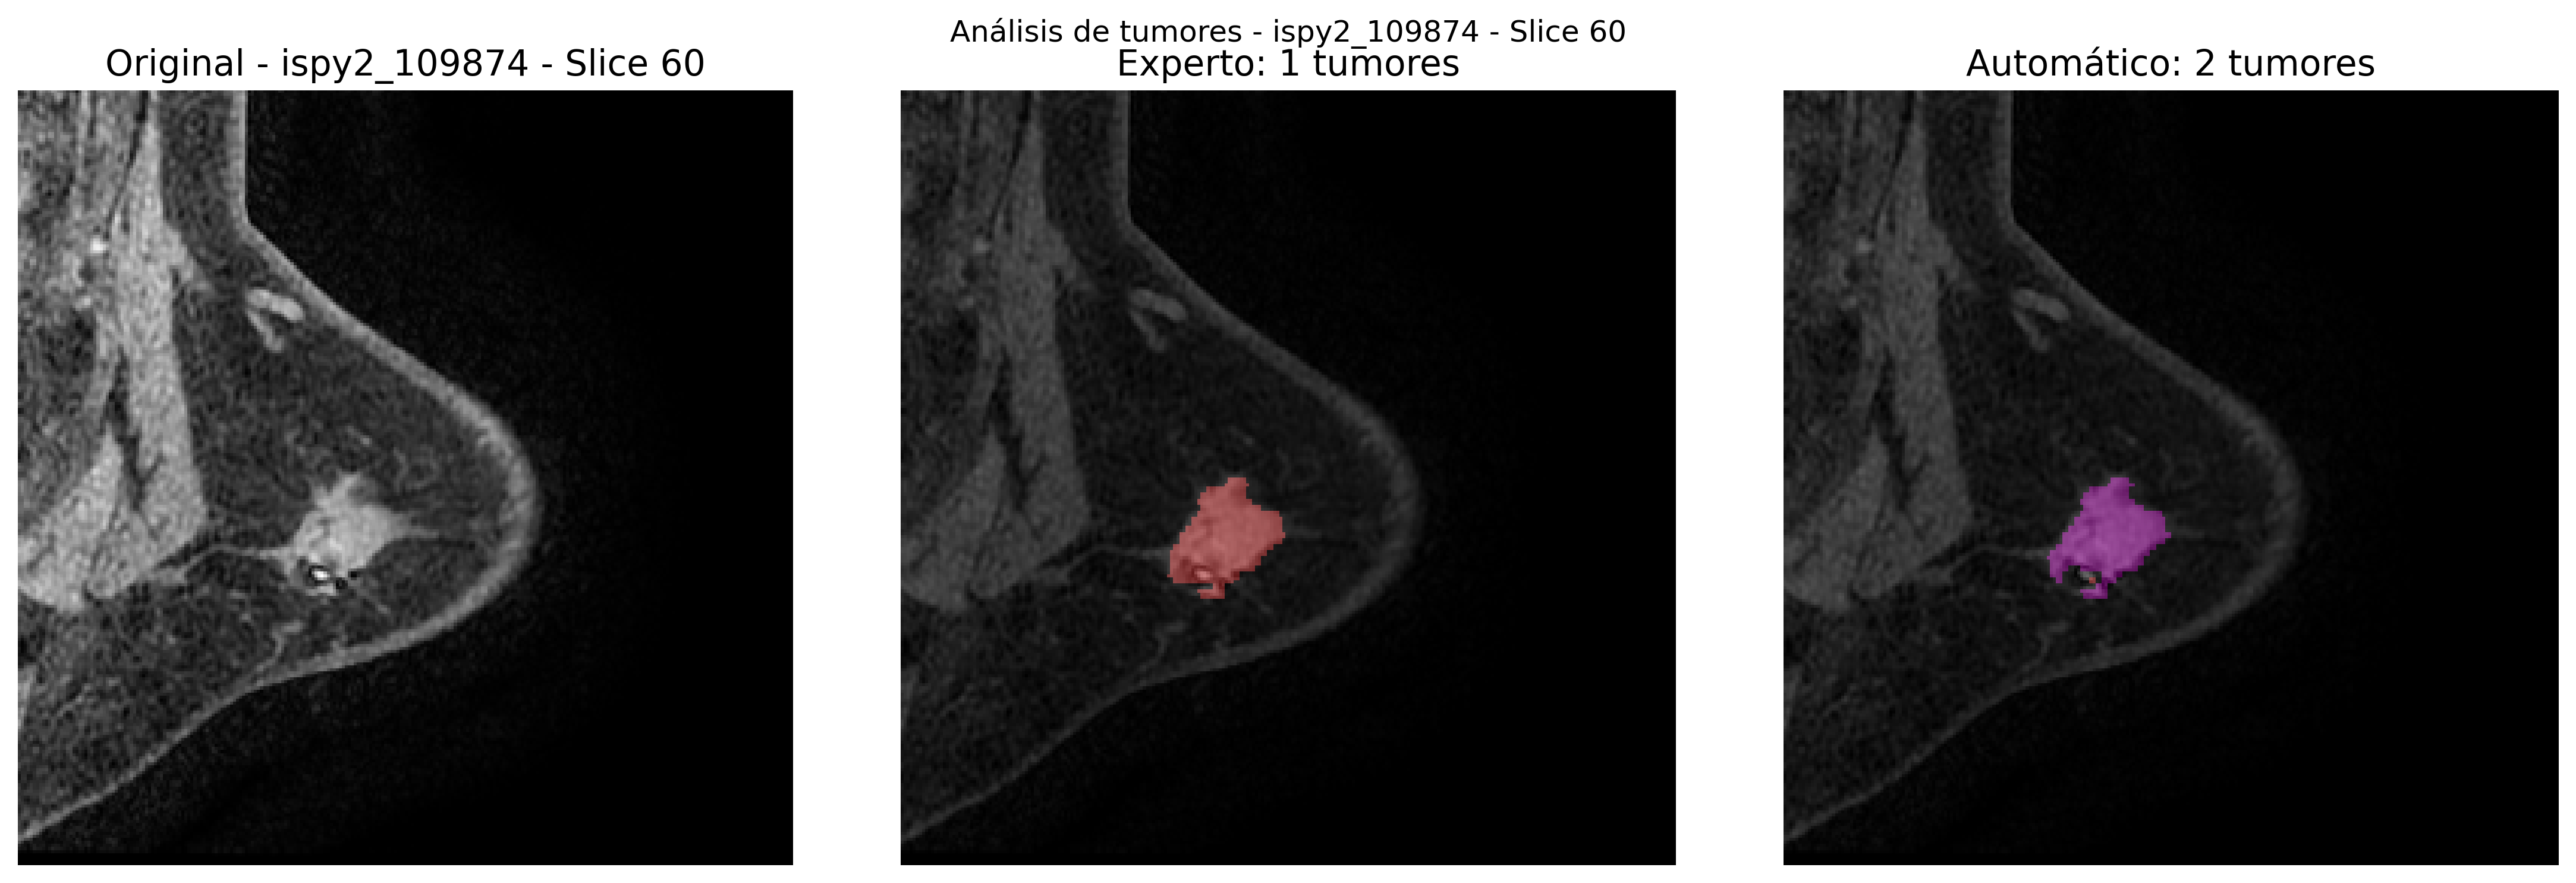 Análisis de tumores - ispy2_109874 - Slice 60
Original - ispy2_109874 - Slice 60
Experto: 1 tumores
Automático: 2 tumores